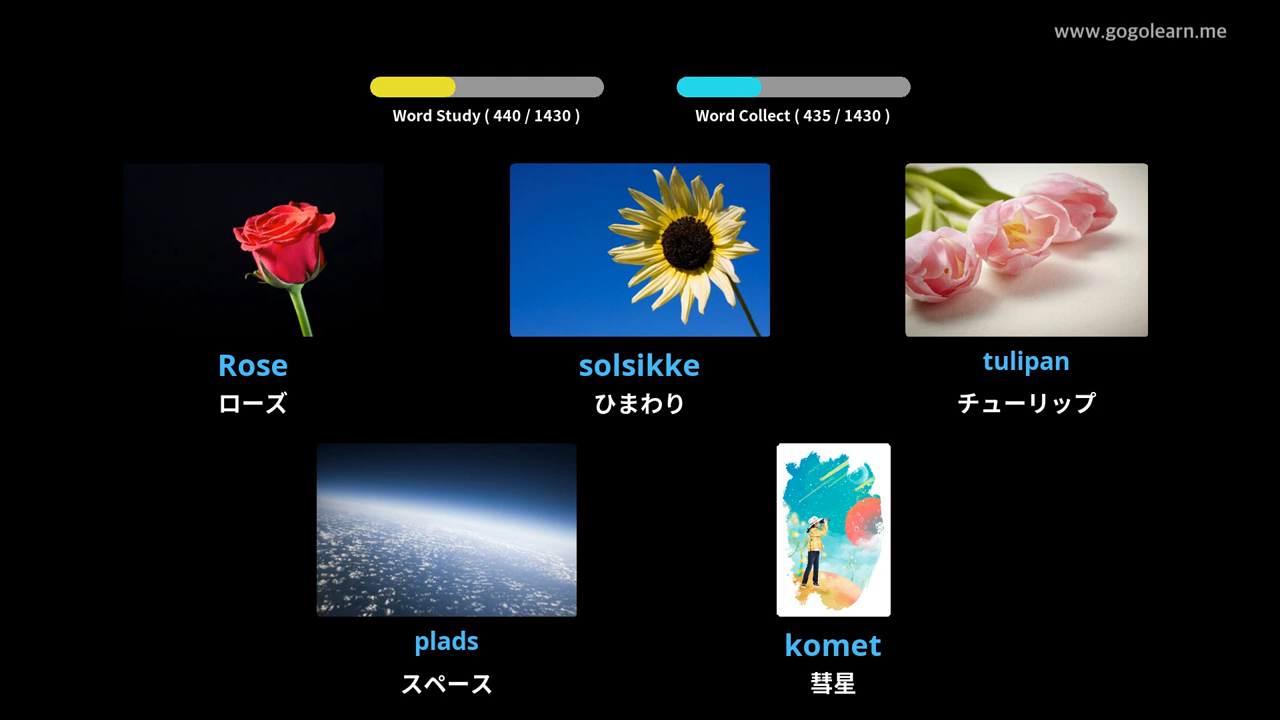 www.gogolearn.me
Word Study ( 440 / 1430 )
Word Collect ( 435 / 1430 )
Rose
ローズ
solsikke
ひまわり
tulipan
チューリップ
plads
スペース
komet
彗星